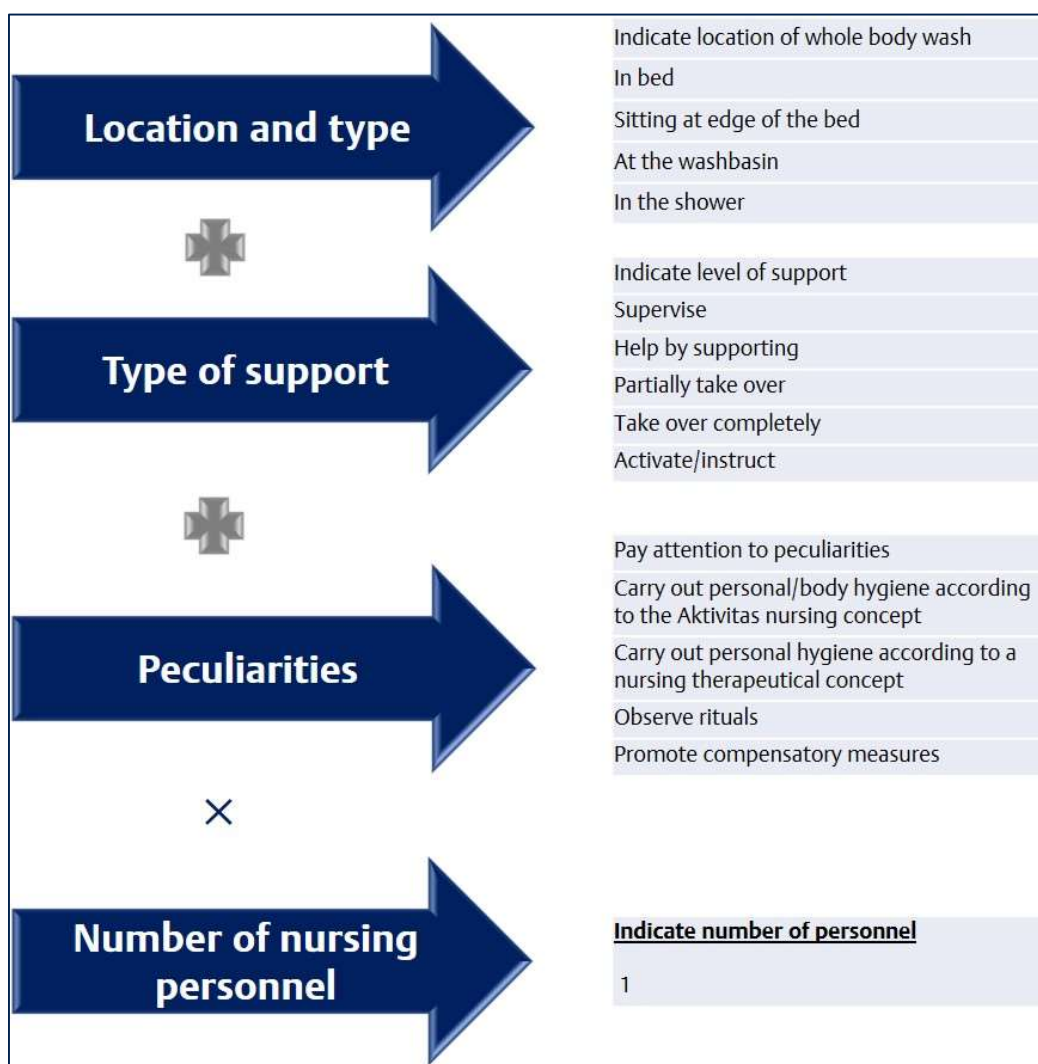 Location and type
Indicate location of whole body wash
In bed
Sitting at edge of the bed
At the washbasin
In the shower
Type of support
Indicate level of support
Supervise
Help by supporting
Partially take over
Take over completely
Activate/instruct
Peculiarities
Pay attention to peculiarities
Carry out personal/body hygiene according
to the Aktivitas nursing concept
Carry out personal hygiene according to a
nursing therapeutical concept
Observe rituals
Promote compensatory measures
×
Number of nursing
personnel
Indicate number of personnel
1